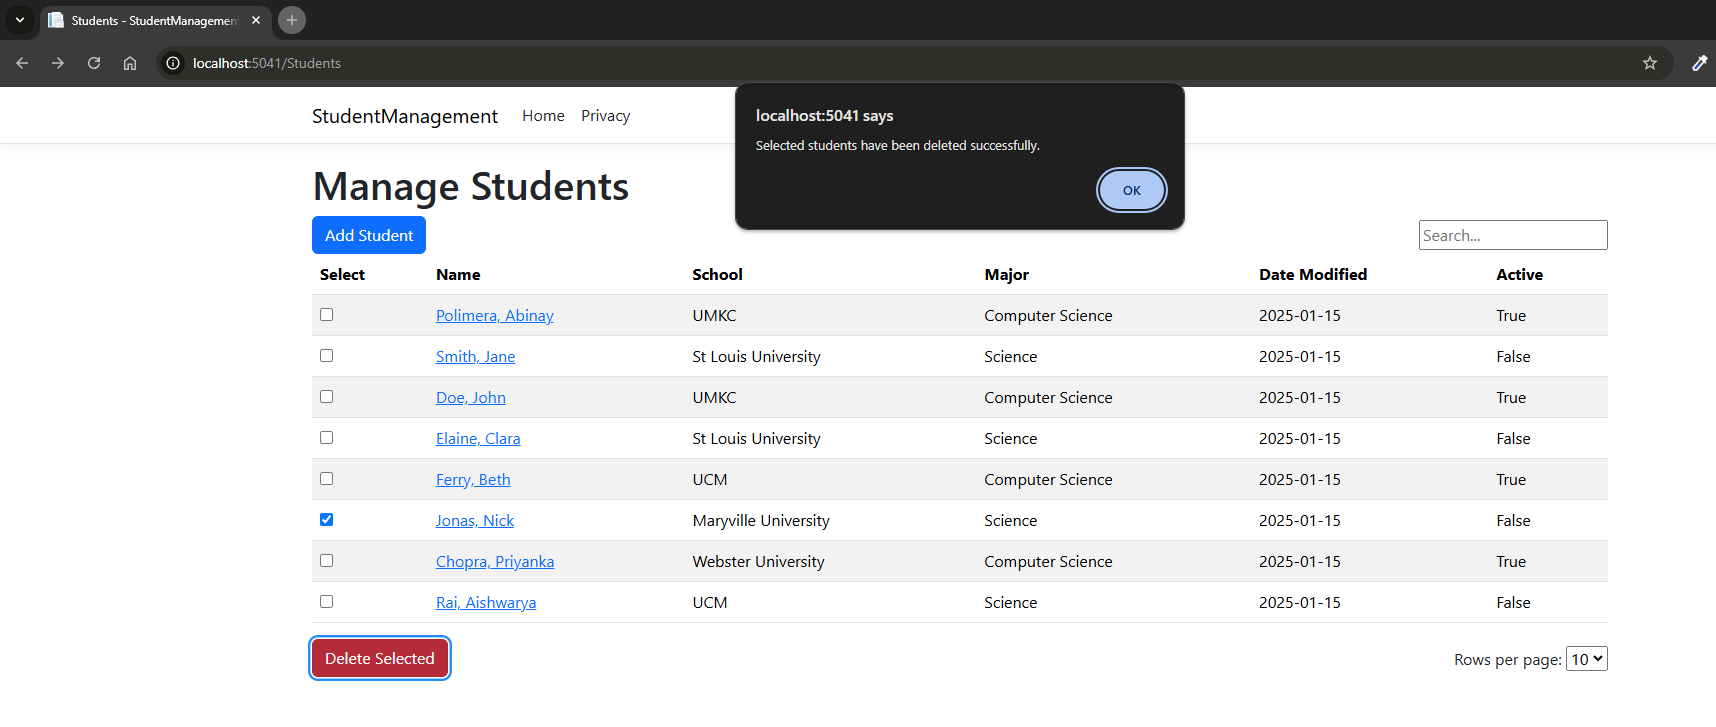 Students - StudentManagement
localhost:5041/Students
StudentManagement Home Privacy
localhost:5041 says
Selected students have been deleted successfully.
OK
Manage Students
Add Student
Search...
Select Name School Major Date Modified Active
Polimera, Abinay UMKC Computer Science 2025-01-15 True
Smith, Jane St Louis University Science 2025-01-15 False
Doe, John UMKC Computer Science 2025-01-15 True
Elaine, Clara St Louis University Science 2025-01-15 False
Ferry, Beth UCM Computer Science 2025-01-15 True
Jonas, Nick Maryville University Science 2025-01-15 False
Chopra, Priyanka Webster University Computer Science 2025-01-15 True
Rai, Aishwarya UCM Science 2025-01-15 False
Delete Selected
Rows per page: 10